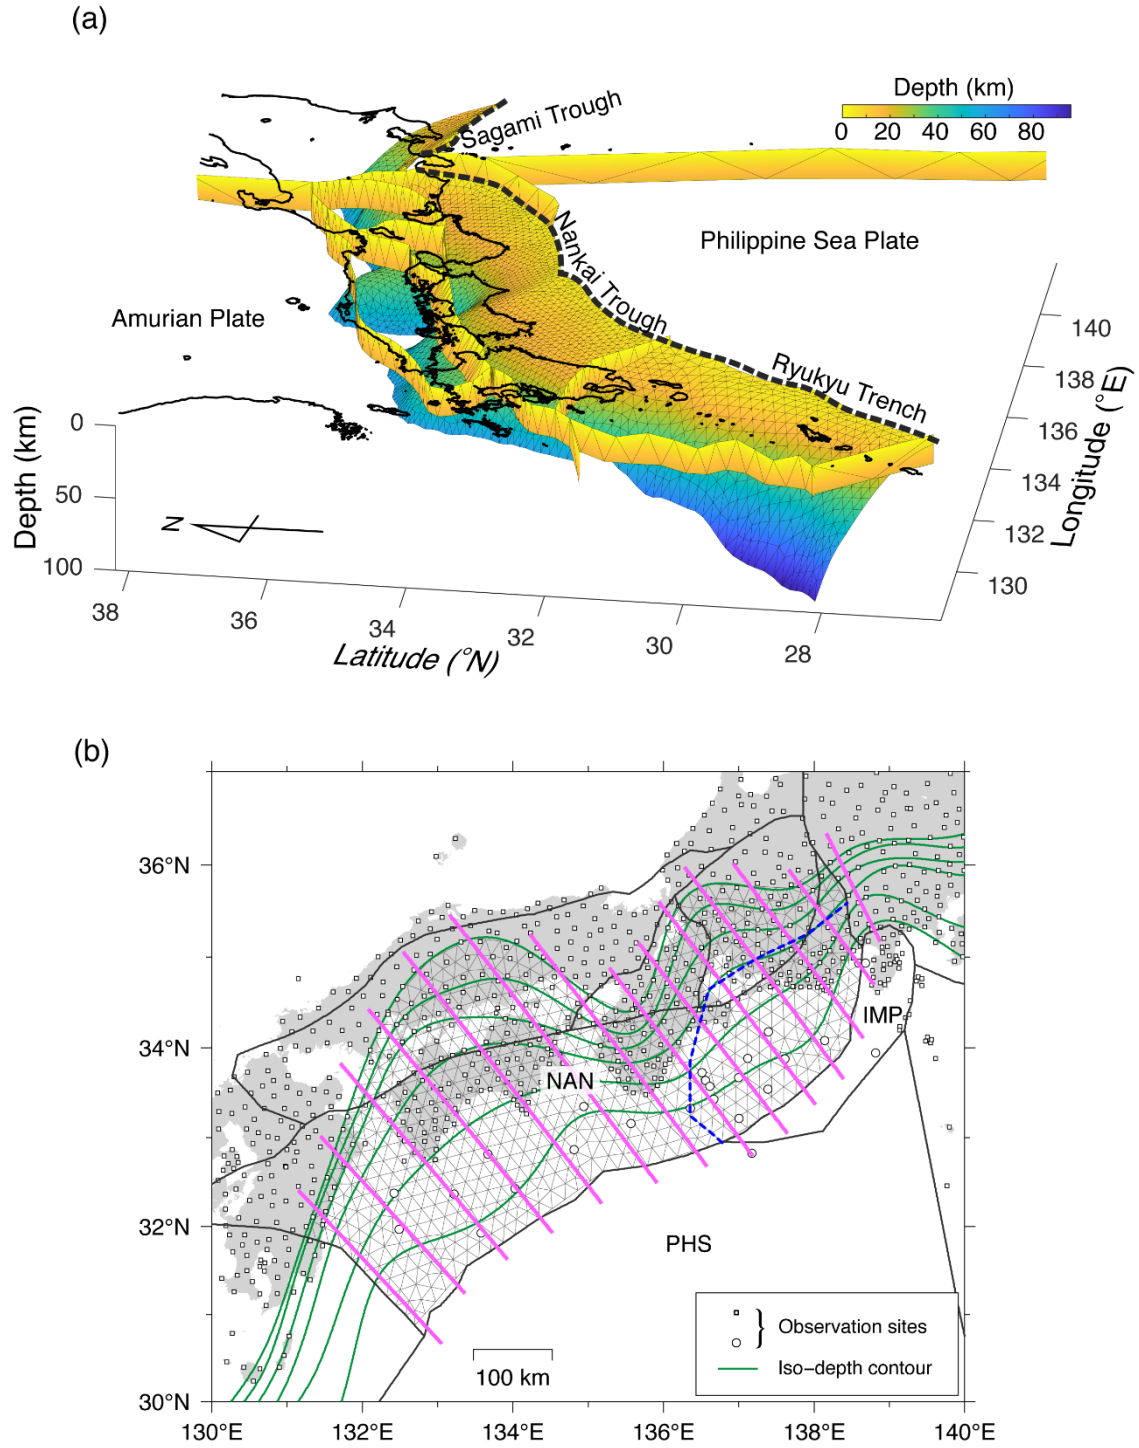 (a)
Depth (km)
0 20 40 60 80
Sagami Trough
Nankai Trough
Philippine Sea Plate
Amurian Plate
Ryukyu Trench
140
138
136
134
132
130
Longitude (°E)
0
50
100
Depth (km)
N
38
36
34
32
30
28
Latitude (°N)
(b)
36°N
34°N
32°N
30°N
IMP
NAN
PHS
Observation sites
Iso−depth contour
100 km
130°E 132°E 134°E 136°E 138°E 140°E